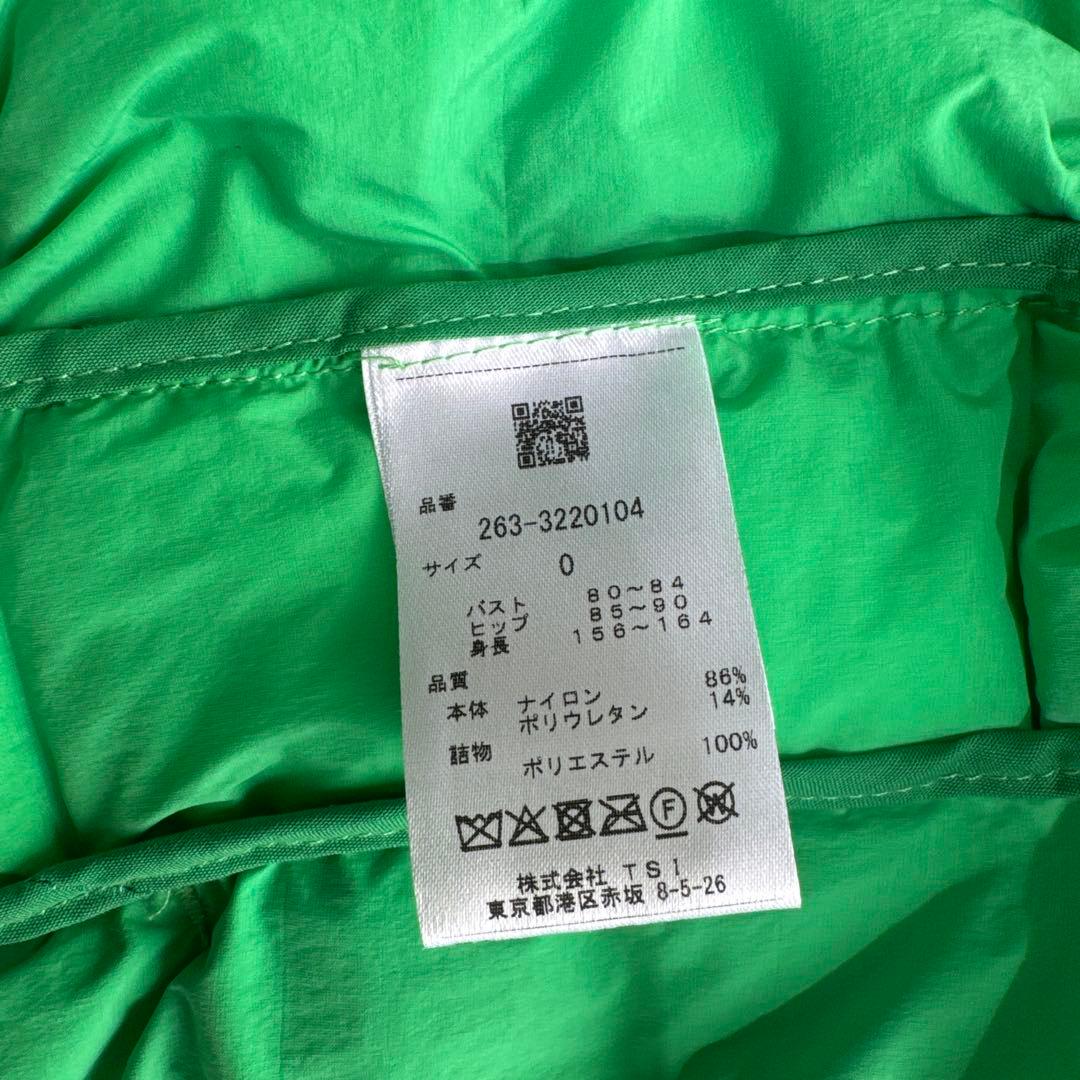 品番
263-3220104
サイズ 0
バスト 80～84
ヒップ 85～90
身長 156～164
品質
本体 ナイロン 86%
ポリウレタン 14%
詰物 ポリエステル 100%
F W
株式会社 TSI
東京都港区赤坂 8-5-26